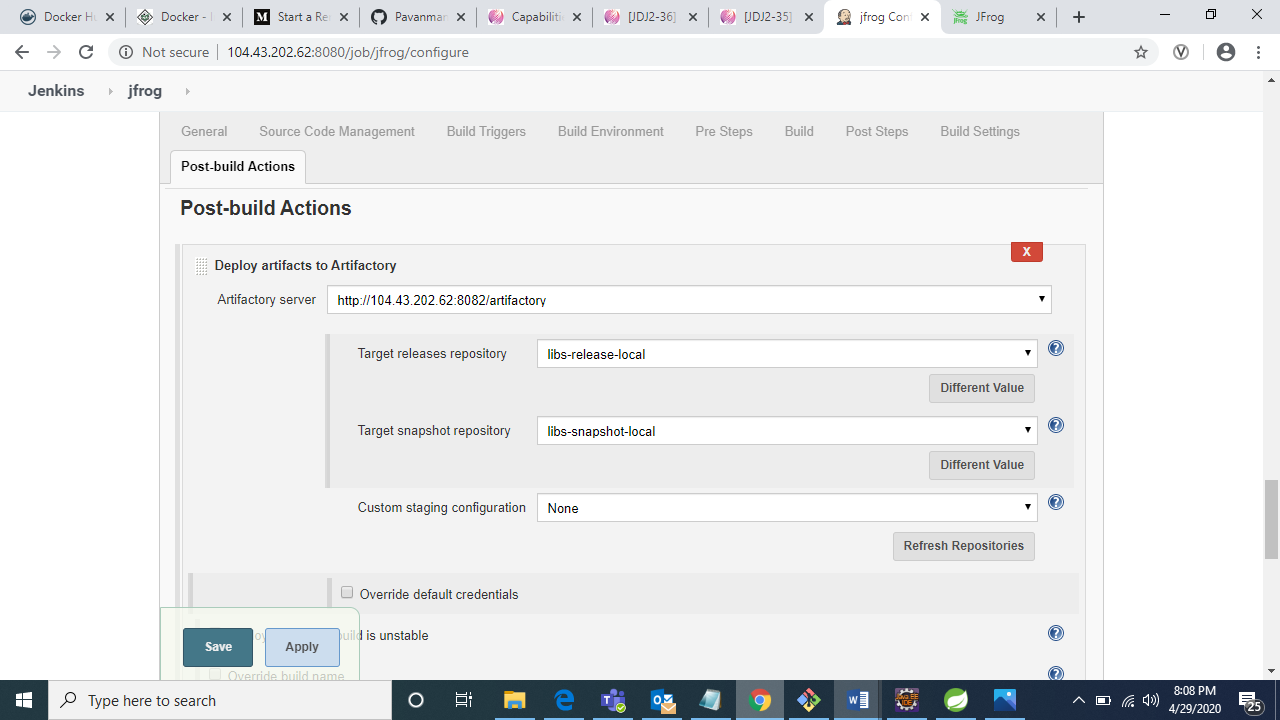 Docker H
Docker -
Start a Re
Pavanmar
Capabiliti
[JDJ2-36]
[JDJ2-35]
jfrog Con
JFrog
Not secure
104.43.202.62:8080/job/jfrog/configure
Jenkins
jfrog
General
Source Code Management
Build Triggers
Build Environment
Pre Steps
Build
Post Steps
Build Settings
Post-build Actions
Post-build Actions
X
Deploy artifacts to Artifactory
Artifactory server
http://104.43.202.62:8082/artifactory
Target releases repository
libs-release-local
Different Value
Target snapshot repository
libs-snapshot-local
Different Value
Custom staging configuration
None
Refresh Repositories
Override default credentials
is unstable
Save
Apply
Override build name
Type here to search
8:08 PM
4/29/2020
25